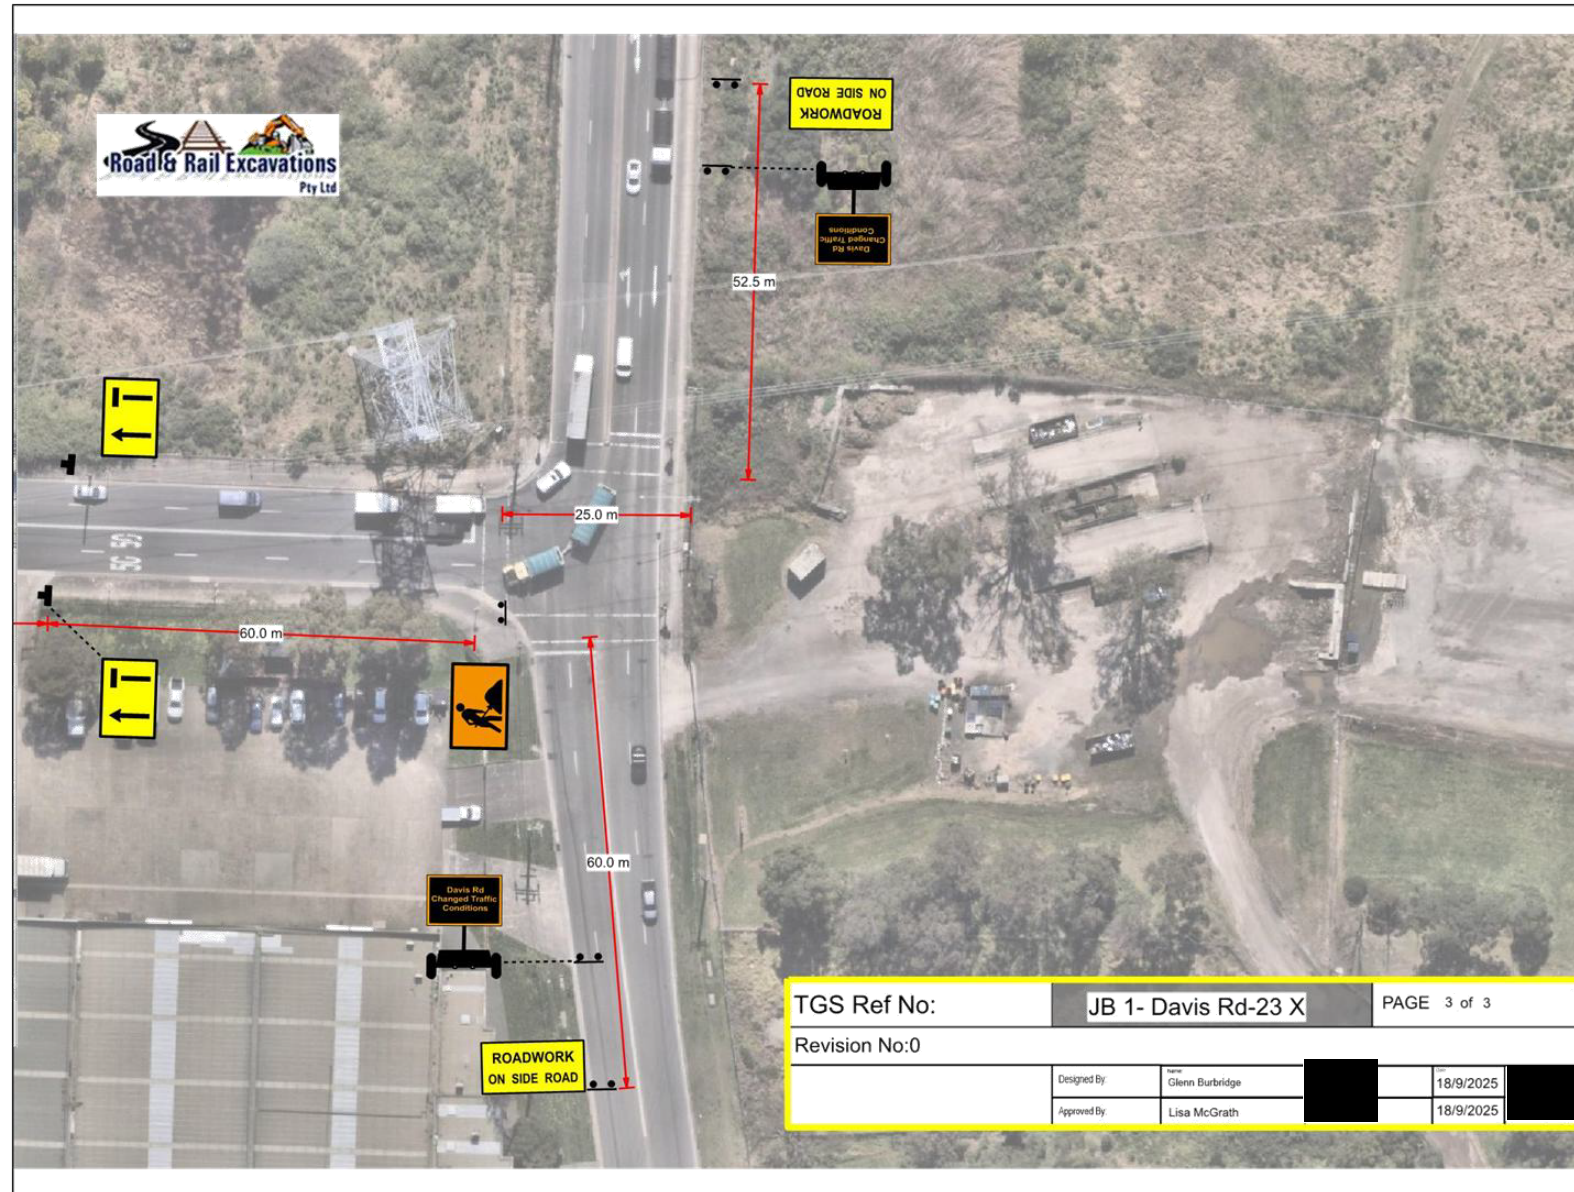 ROADWORK
ON SIDE ROAD
Road & Rail Excavations
Pty Ltd
Davis Rd
Changed Traffic
Conditions
52.5 m
25.0 m
50 50
60.0 m
60.0 m
Davis Rd
Changed Traffic
Conditions
ROADWORK
ON SIDE ROAD
TGS Ref No:
JB 1- Davis Rd-23 X
PAGE 3 of 3
Revision No:0
Designed By:
Name:
Glenn Burbridge
18/9/2025
Approved By:
Lisa McGrath
18/9/2025